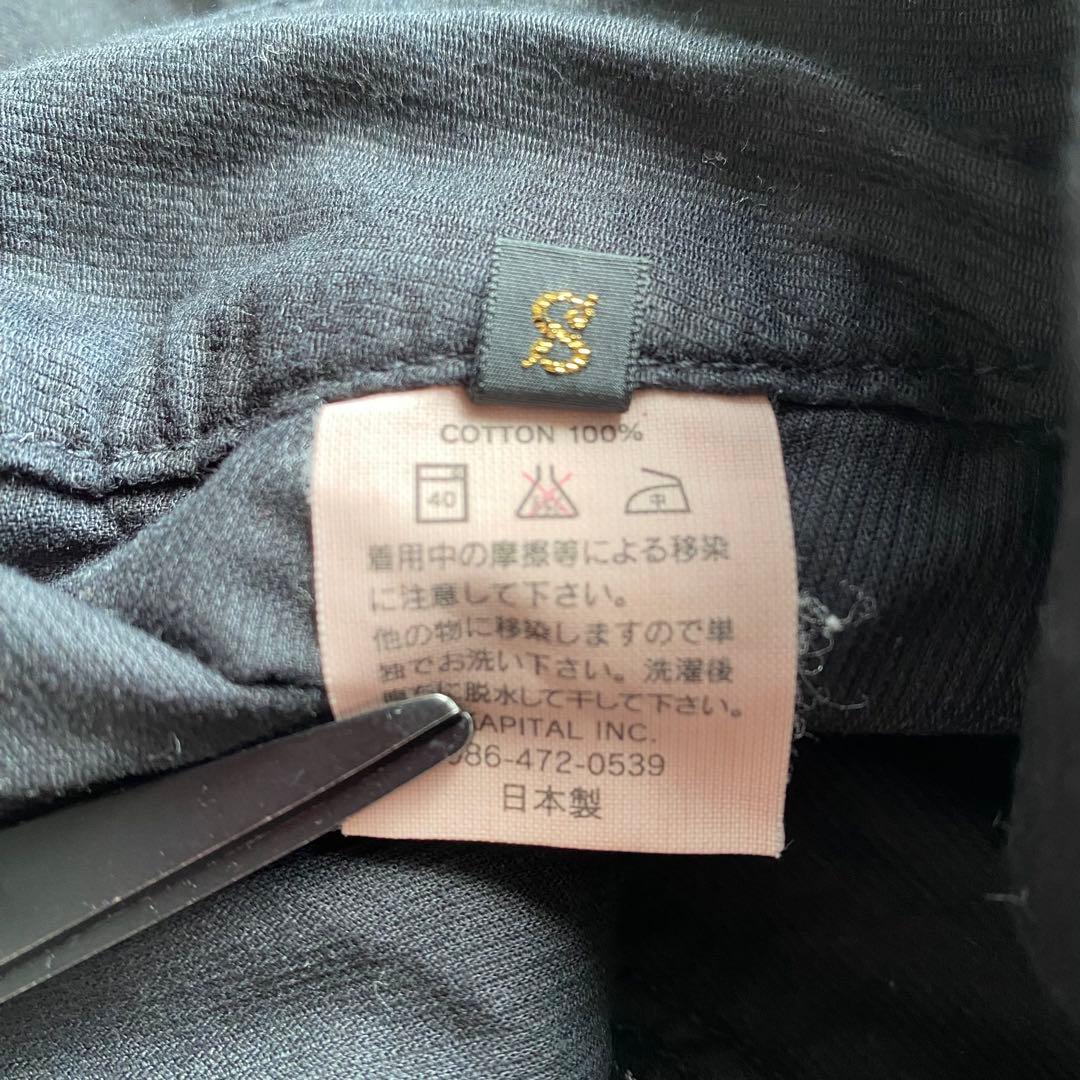 S
COTTON 100%
40 中
着用中の摩擦等による移染
に注意して下さい。
他の物に移染しますので単
独でお洗い下さい。洗濯後
に脱水して干して下さい。
APITAL INC.
086-472-0539
日本製